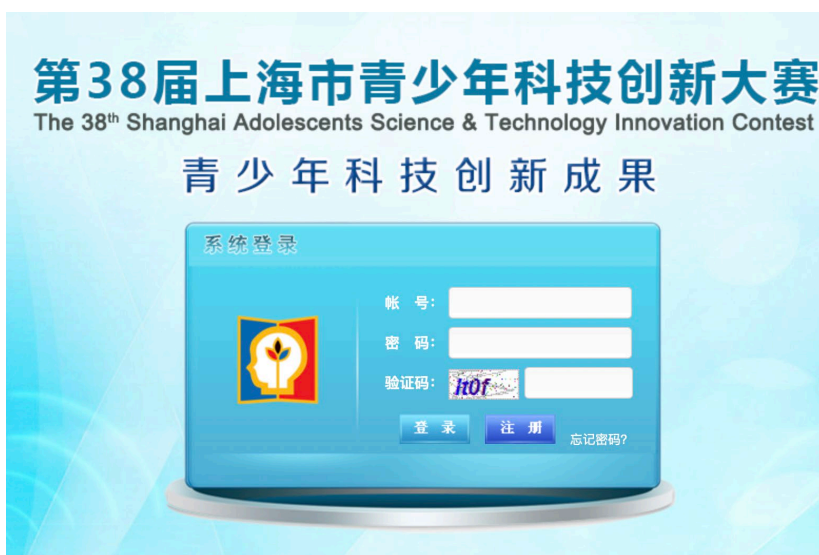 第38届上海市青少年科技创新大赛
The 38th Shanghai Adolescents Science & Technology Innovation Contest
青少年科技创新成果
系统登录
帐 号：
密 码：
验证码： lt0f
登 录 注 册 忘记密码?